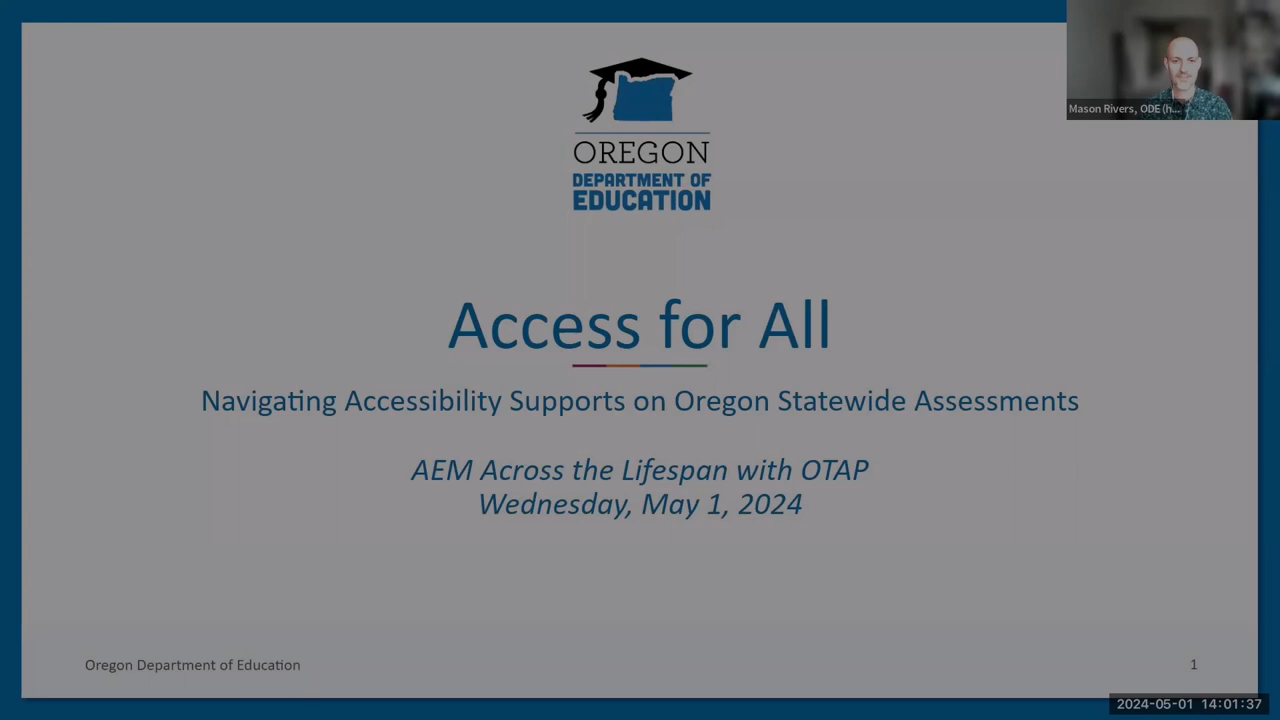 Mason Rivers, ODE (h...
OREGON
DEPARTMENT OF
EDUCATION
Access for All
Navigating Accessibility Supports on Oregon Statewide Assessments
AEM Across the Lifespan with OTAP
Wednesday, May 1, 2024
Oregon Department of Education
1
2024-05-01 14:01:37